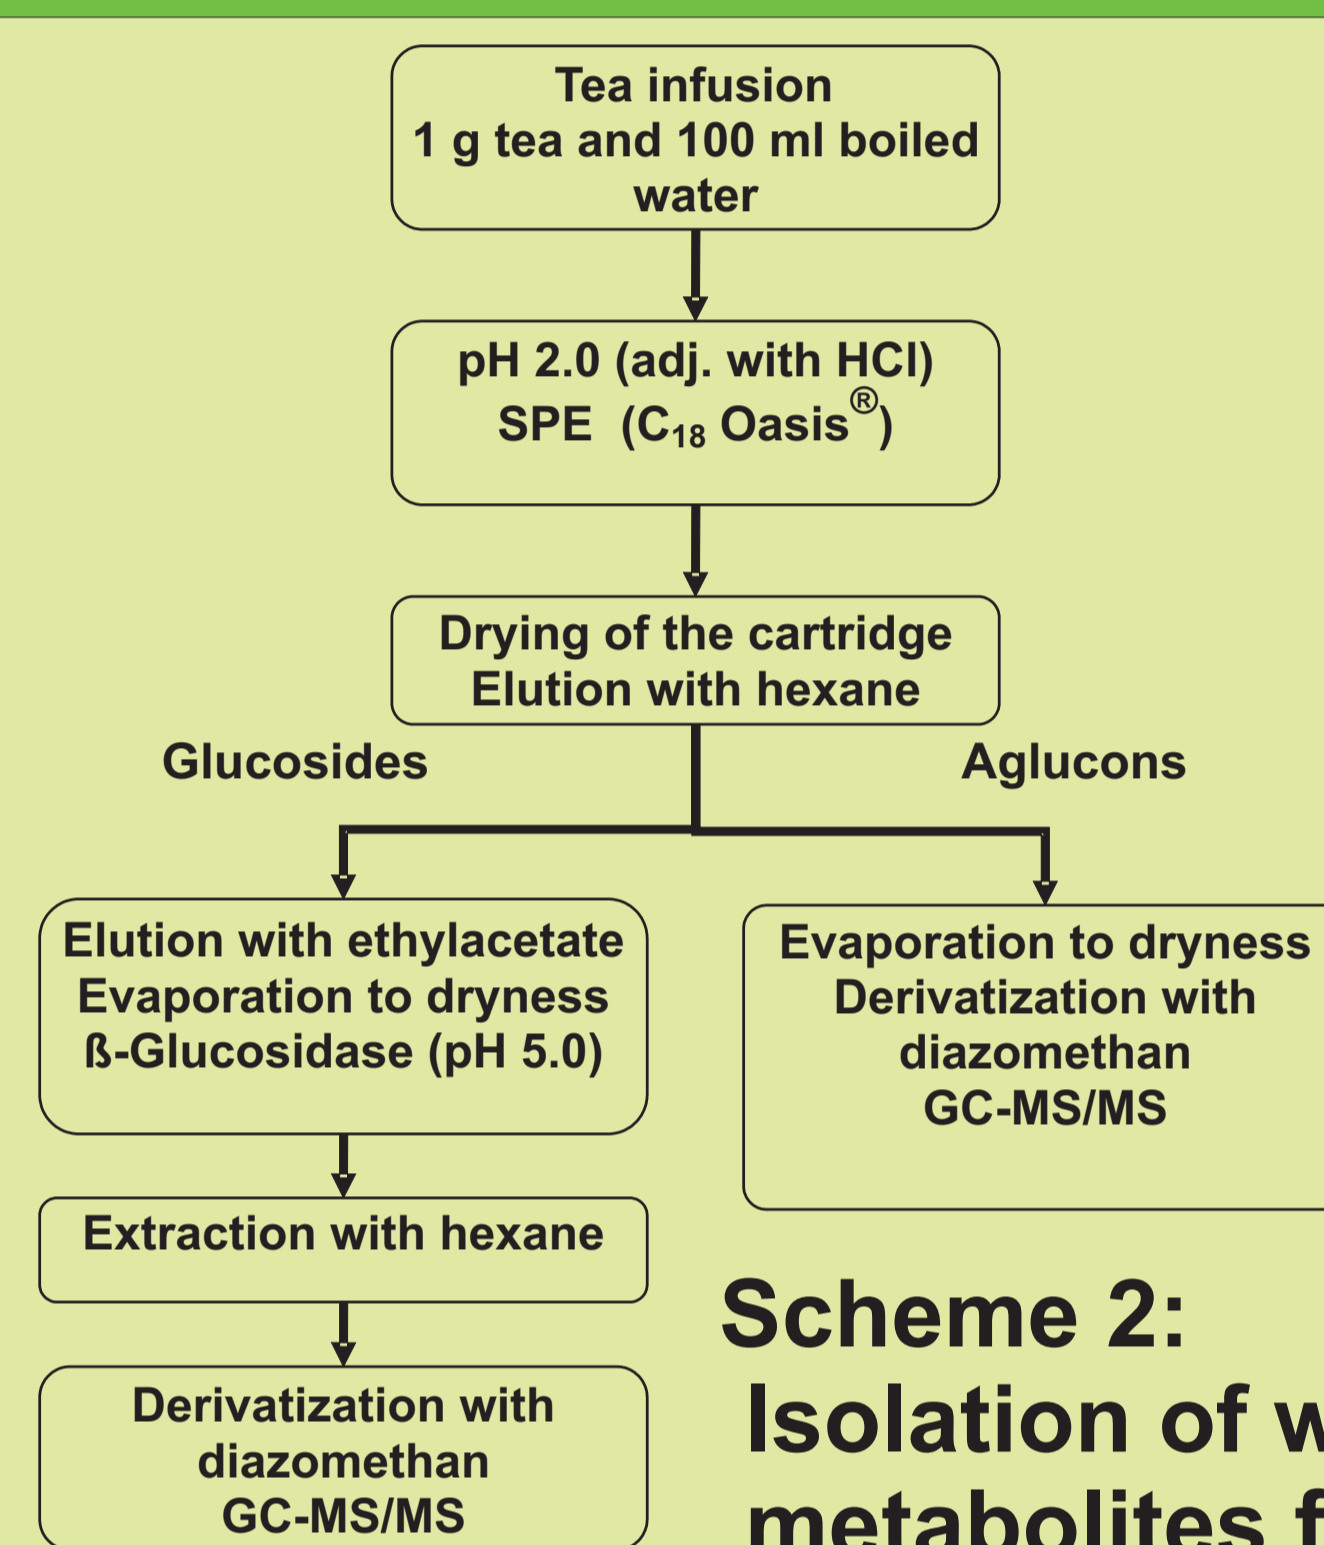 Tea infusion
1 g tea and 100 ml boiled
water
pH 2.0 (adj. with HCl)
SPE (C₁₈ Oasis®)
Drying of the cartridge
Elution with hexane
Glucosides
Aglucons
Elution with ethylacetate
Evaporation to dryness
ß-Glucosidase (pH 5.0)
Extraction with hexane
Derivatization with
diazomethan
GC-MS/MS
Evaporation to dryness
Derivatization with
diazomethan
GC-MS/MS
Scheme 2:
Isolation of
metabolites